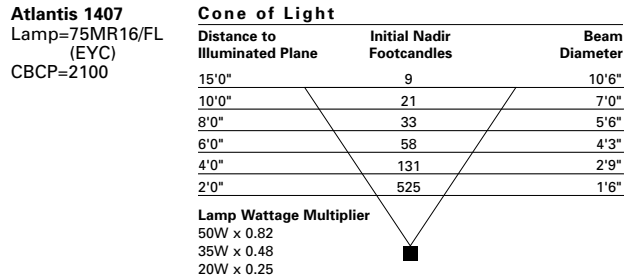 Atlantis 1407
Lamp=75MR16/FL
(EYC)
CBCP=2100
Cone of Light
Distance to Illuminated Plane Initial Nadir Footcandles Beam Diameter
15'0" 9 10'6"
10'0" 21 7'0"
8'0" 33 5'6"
6'0" 58 4'3"
4'0" 131 2'9"
2'0" 525 1'6"
Lamp Wattage Multiplier
50W x 0.82
35W x 0.48
20W x 0.25